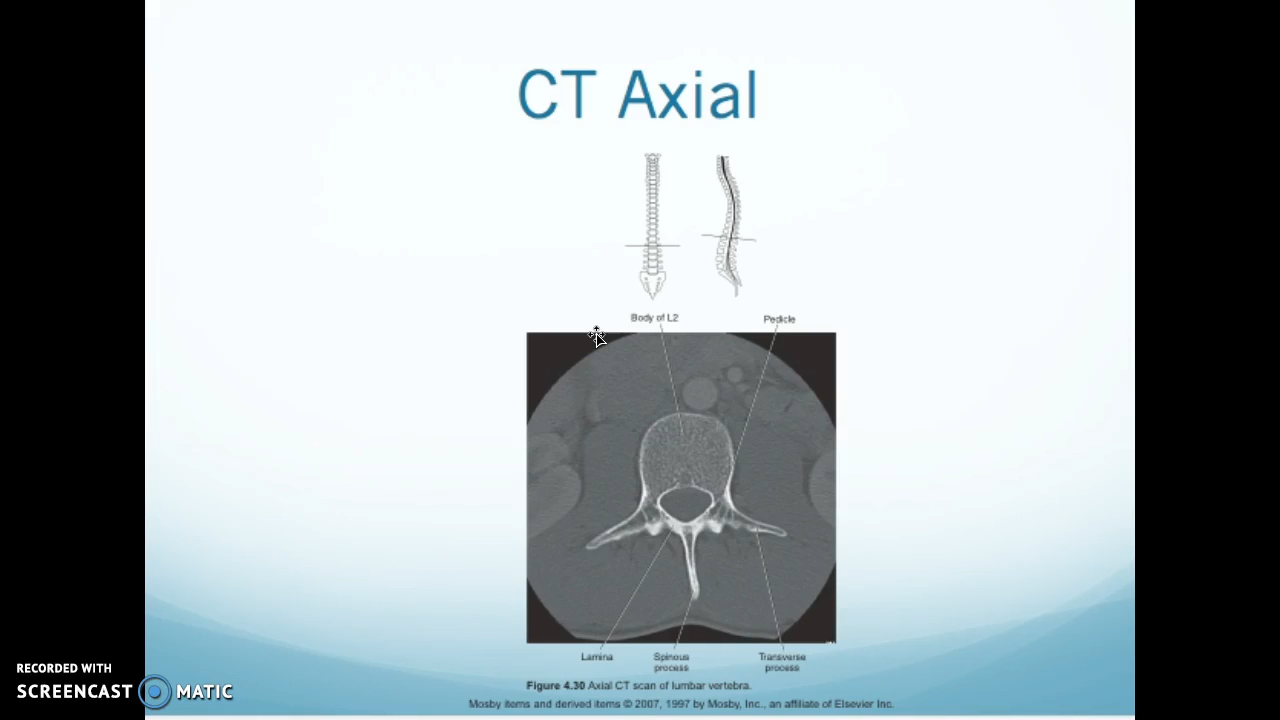 CT Axial
Body of L2
Pedicle
Lamina
Spinous
process
Transverse
process
Figure 4.30 Axial CT scan of lumbar vertebra.
Mosby items and derived items © 2007, 1997 by Mosby, Inc., an affiliate of Elsevier Inc.
RECORDED WITH
SCREENCAST MATIC